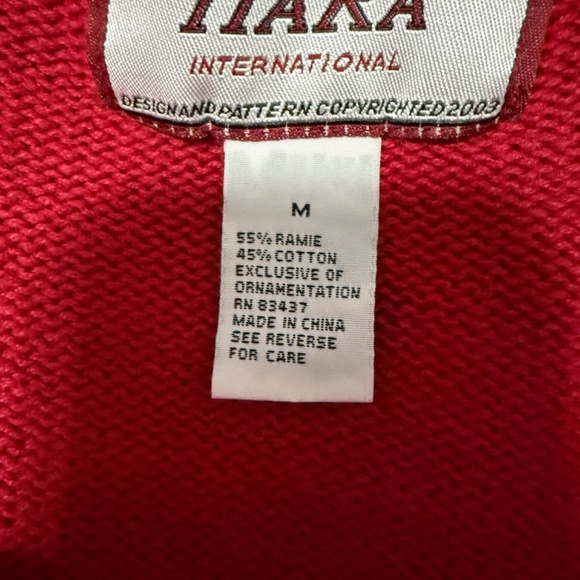 TIARA
INTERNATIONAL
DESIGN AND PATTERN COPYRIGHTED 2003
M
55% RAMIE
45% COTTON
EXCLUSIVE OF
ORNAMENTATION
RN 83437
MADE IN CHINA
SEE REVERSE
FOR CARE